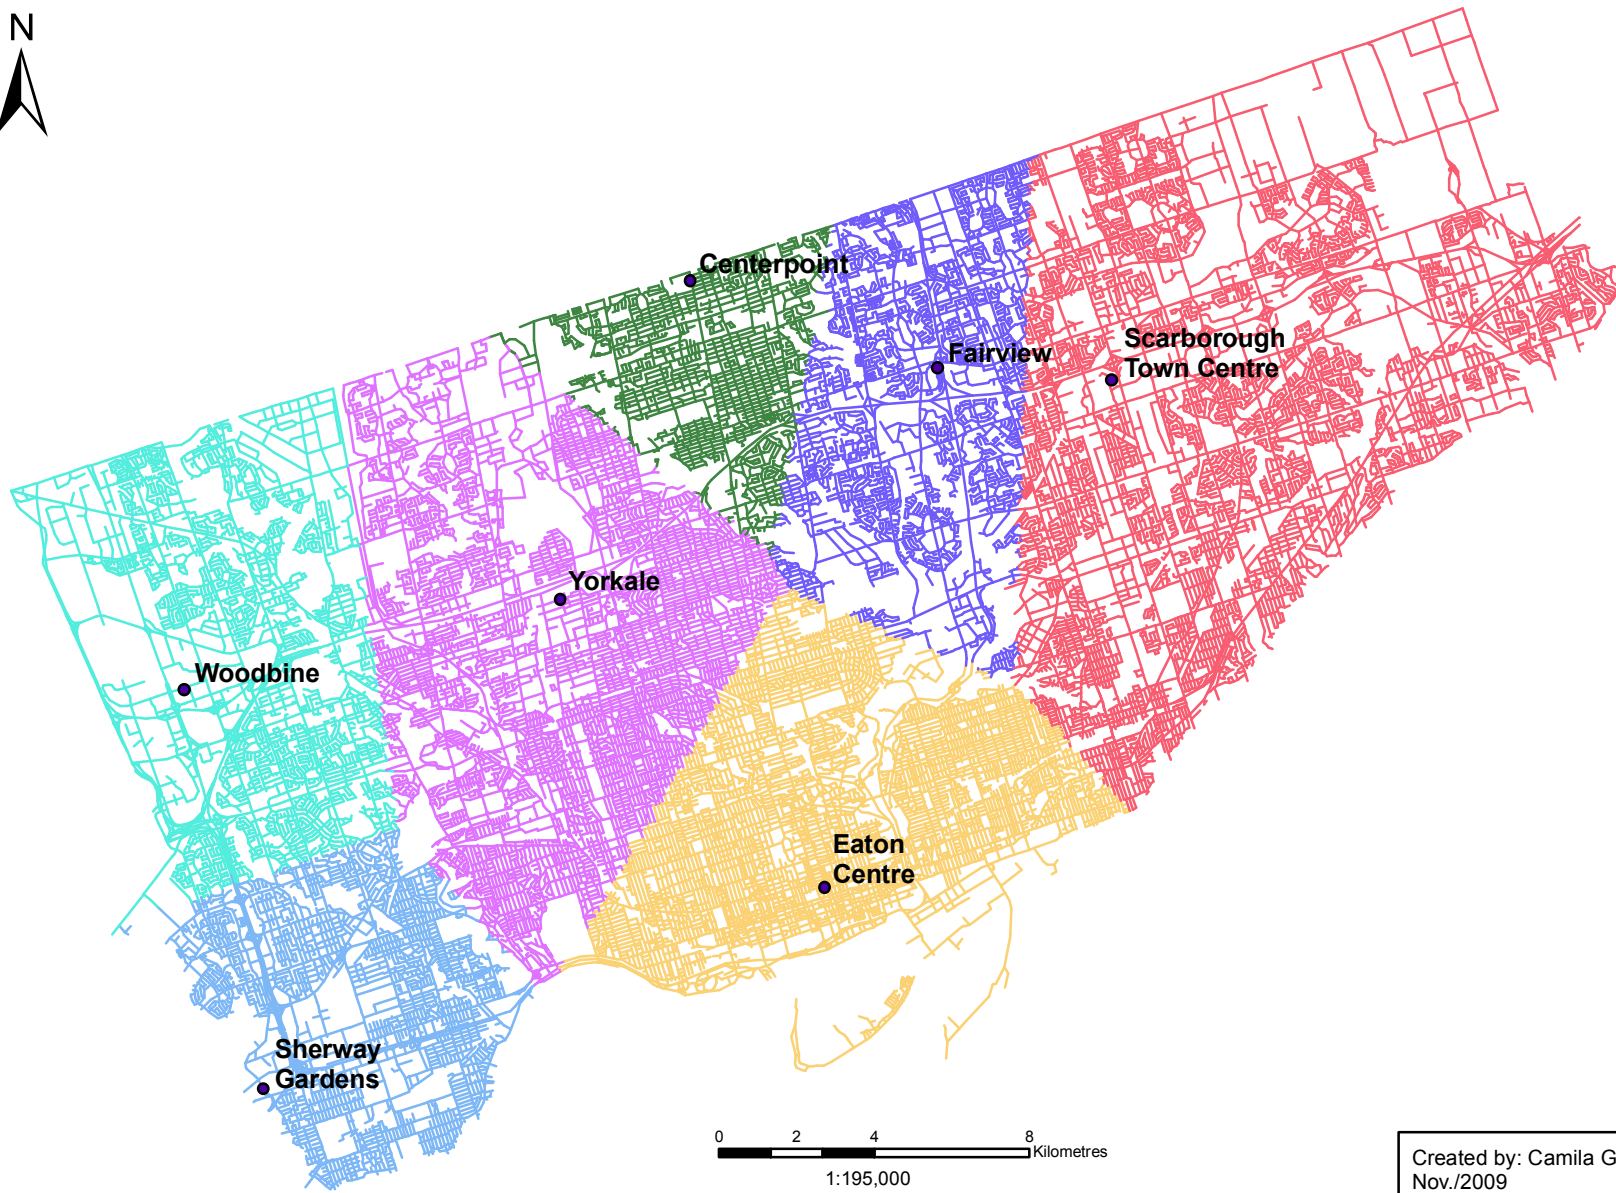 N
Centerpoint
Fairview
Scarborough
Town Centre
Yorkale
Woodbine
Eaton
Centre
Sherway
Gardens
0 2 4 8
Kilometres
1:195,000
Created by: Camila G
Nov./2009